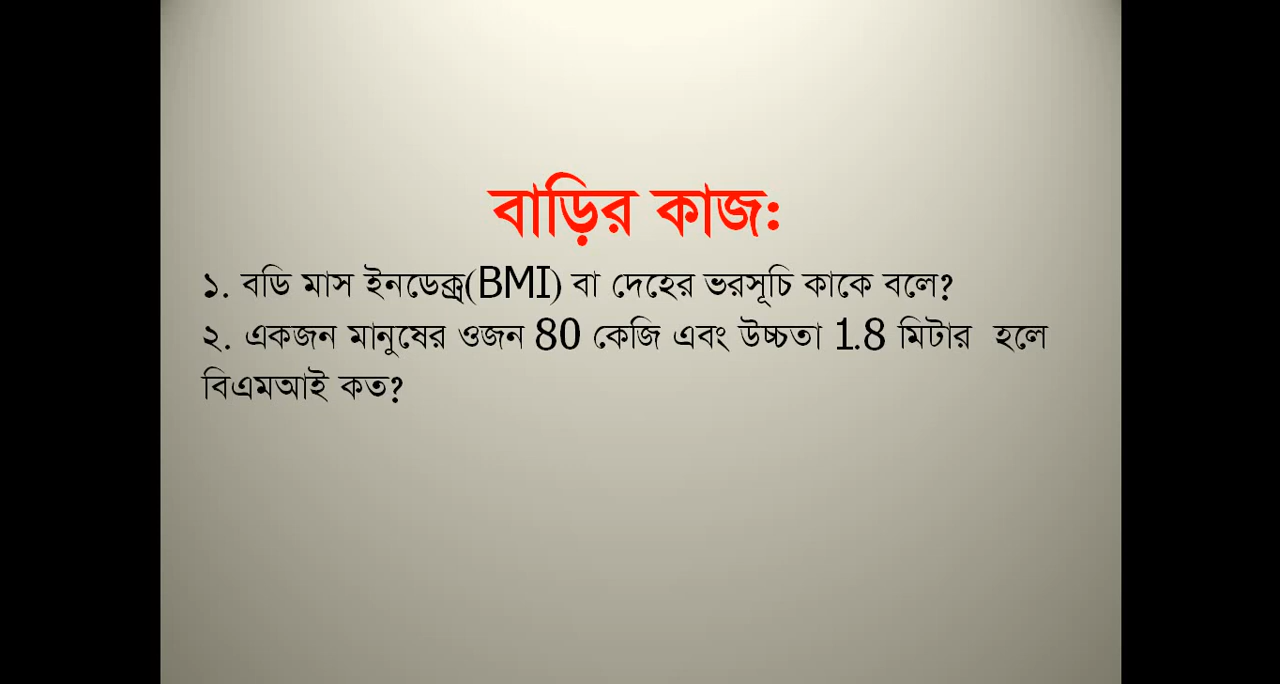 বাড়ির কাজ:
১. বডি মাস ইনডেক্র(BMI) বা দেহের ভরসূচি কাকে বলে?
২. একজন মানুষের ওজন 80 কেজি এবং উচ্চতা 1.8 মিটার হলে
বিএমআই কত?